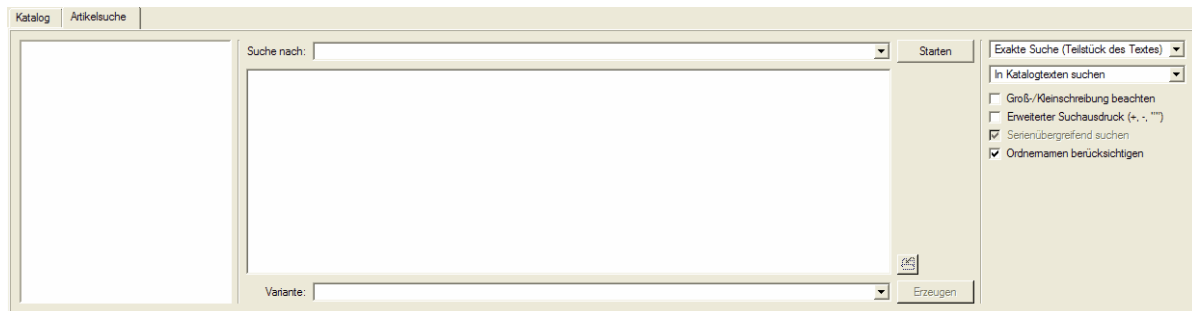 Katalog Artikelsuche
Suche nach: Starten Exakte Suche (Teilstück des Textes)
In Katalogtexten suchen
Groß-/Kleinschreibung beachten
Erweiterter Suchausdruck (+, -, "")
Serienübergreifend suchen
Ordnernamen berücksichtigen
Variante: Erzeugen